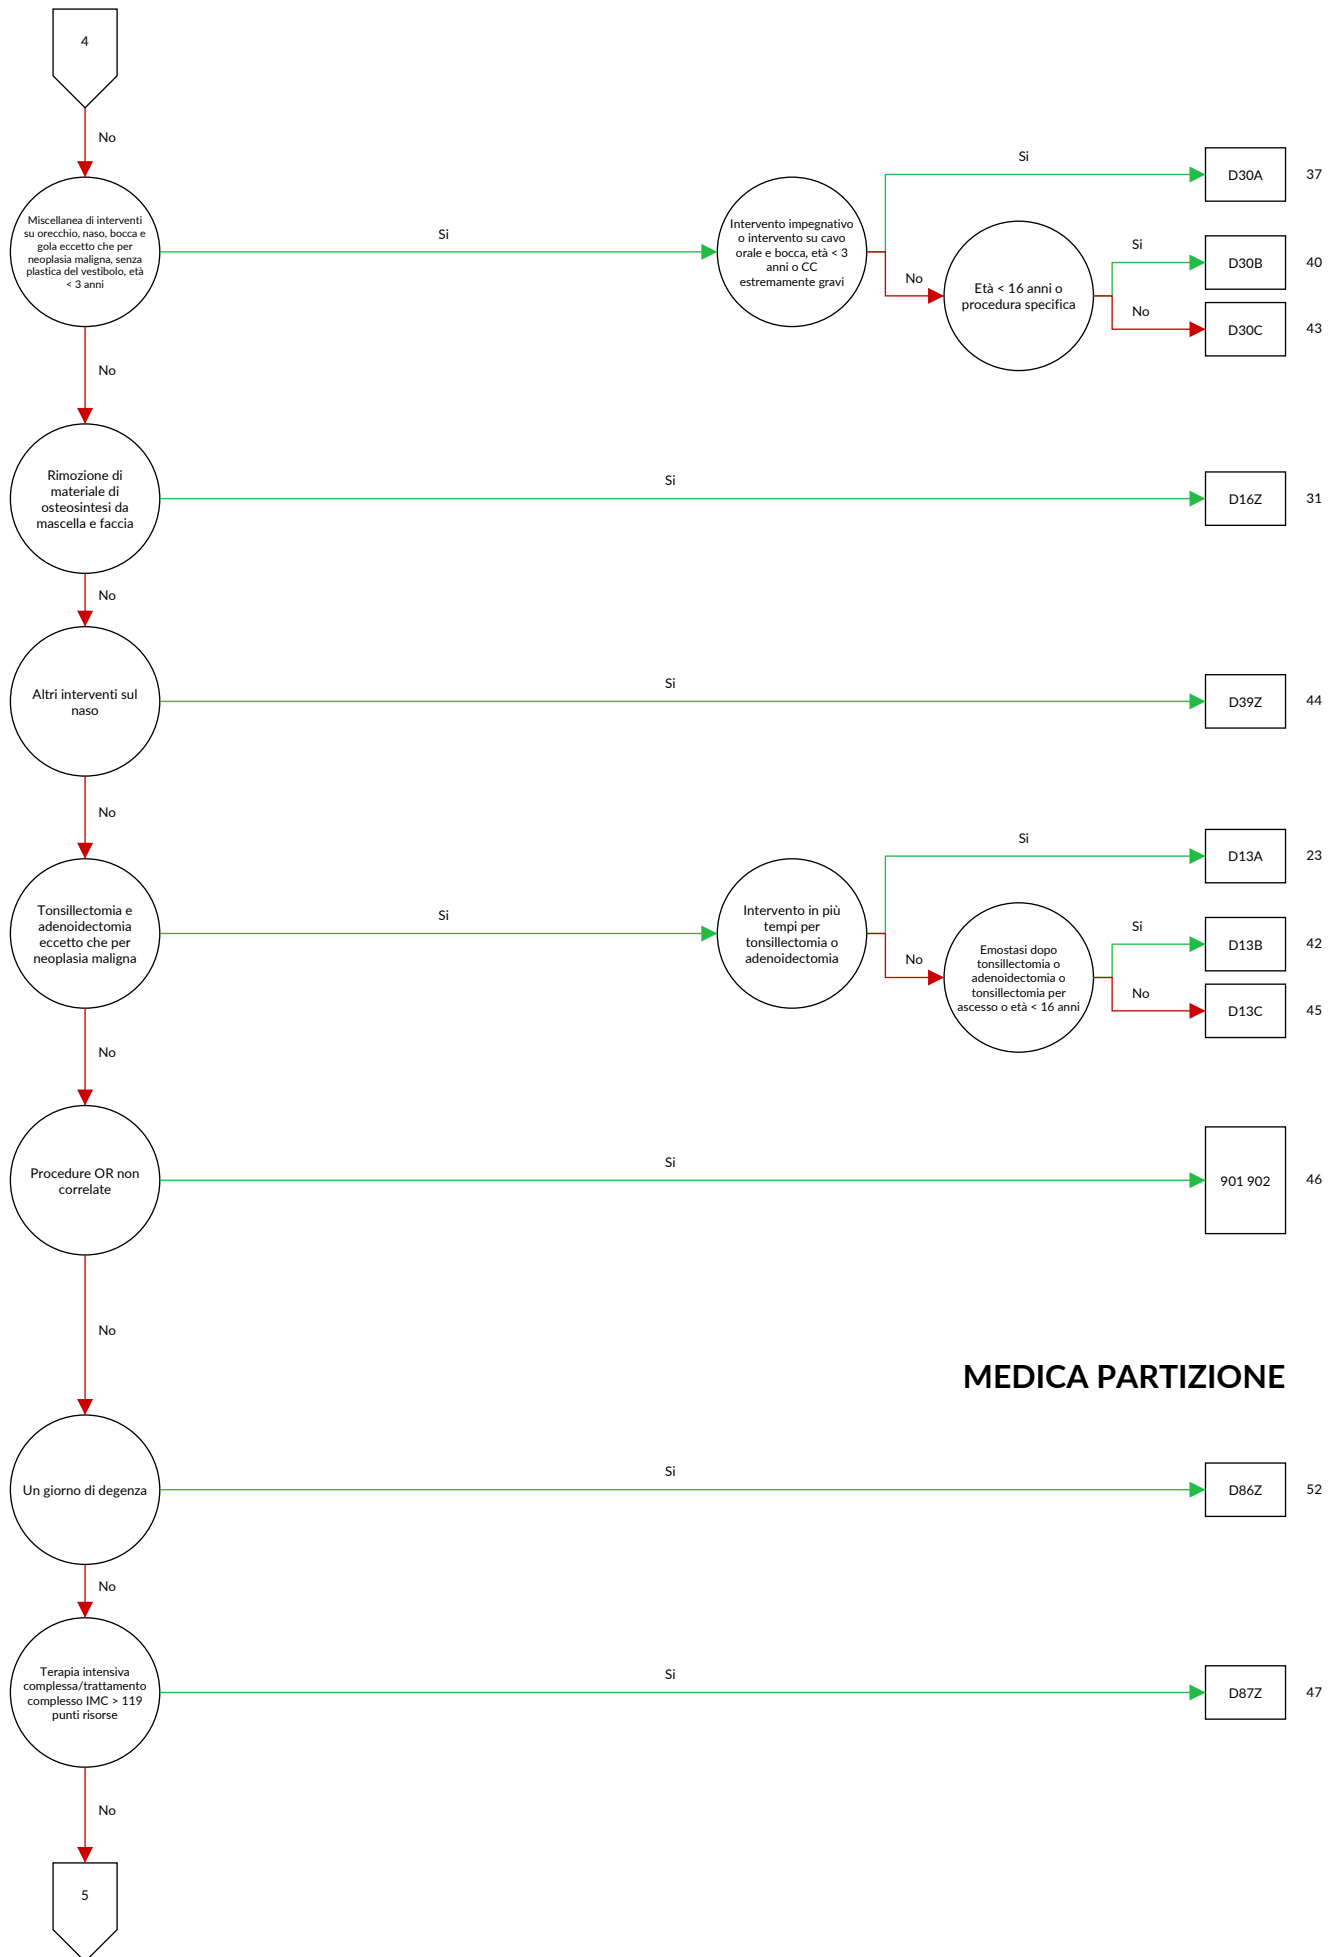 4
No
Miscellanea di interventi
su orecchio, naso, bocca e
gola eccetto che per
neoplasia maligna, senza
plastica del vestibolo, età
< 3 anni
Si
Intervento impegnativo
o intervento su cavo
orale e bocca, età < 3
anni o CC
estremamente gravi
Si
D30A
37
No
Età < 16 anni o
procedura specifica
Si
D30B
40
No
D30C
43
No
Rimozione di
materiale di
osteosintesi da
mascella e faccia
Si
D16Z
31
No
Altri interventi sul
naso
Si
D39Z
44
No
Tonsillectomia e
adenoidectomia
eccetto che per
neoplasia maligna
Si
Intervento in più
tempi per
tonsillectomia o
adenoidectomia
Si
D13A
23
No
Emostasi dopo
tonsillectomia o
adenoidectomia o
tonsillectomia per
ascesso o età < 16 anni
Si
D13B
42
No
D13C
45
No
Procedure OR non
correlate
Si
901 902
46
No
MEDICA PARTIZIONE
Un giorno di degenza
Si
D86Z
52
No
Terapia intensiva
complessa/trattamento
complesso IMC > 119
punti risorse
Si
D87Z
47
No
5